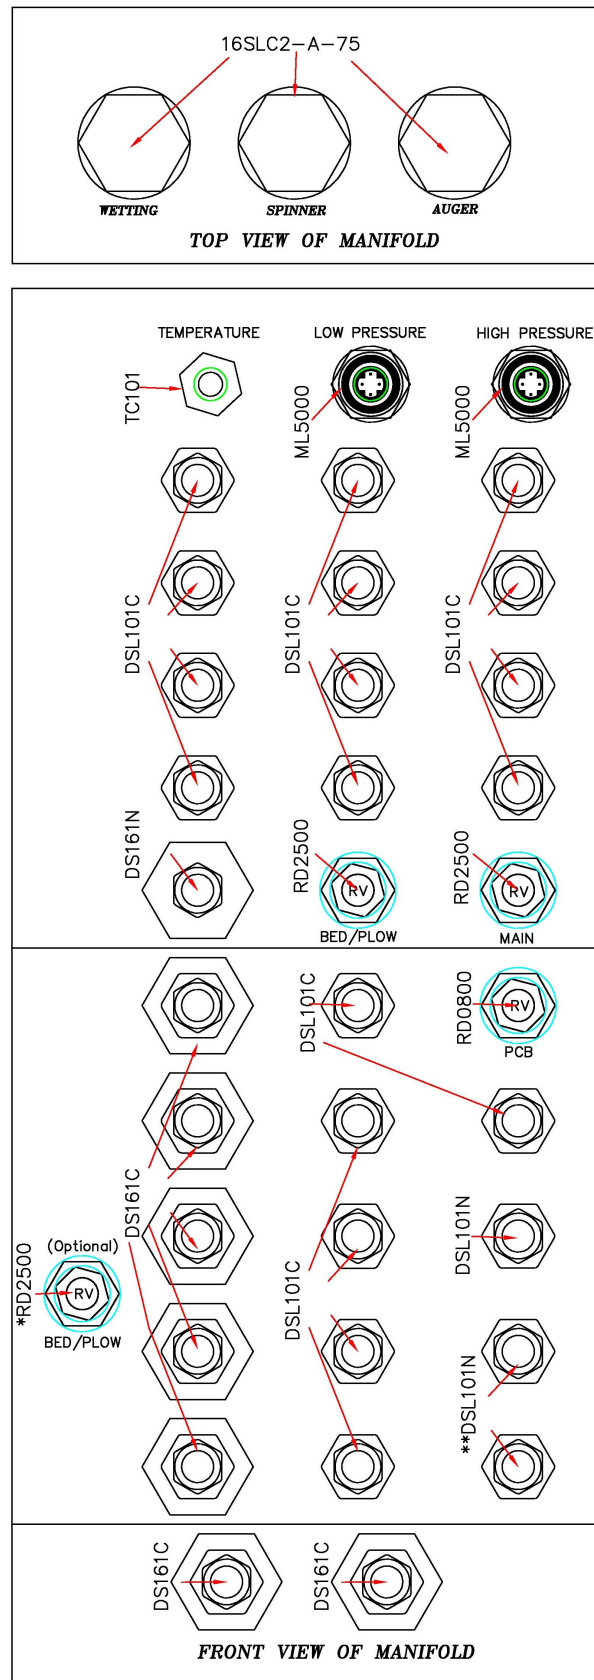 16SLC2-A-75
WETTING
SPINNER
AUGER
TOP VIEW OF MANIFOLD
TEMPERATURE
LOW PRESSURE
HIGH PRESSURE
TC101
ML5000
ML5000
DSL101C
DSL101C
DSL101C
DS161N
RD2500
RV
BED/PLOW
RD2500
RV
MAIN
DSL101C
RD0800
RV
PCB
DS161C
DSL101C
DSL101N
(Optional)
*RD2500
RV
BED/PLOW
**DSL101N
DS161C
DS161C
FRONT VIEW OF MANIFOLD